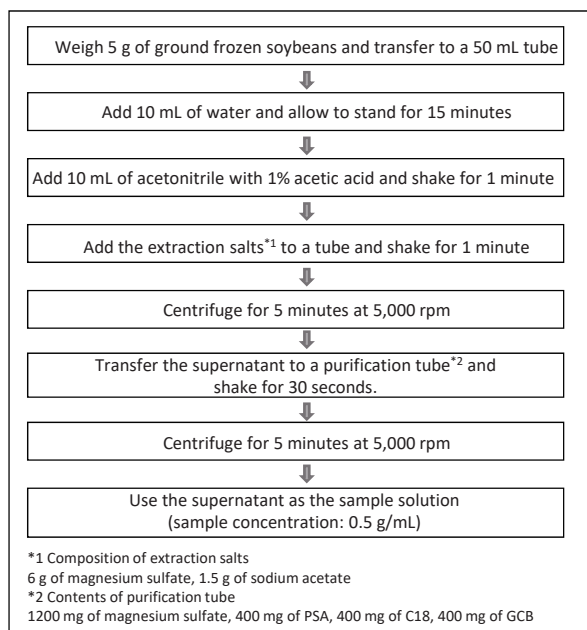 Weigh 5 g of ground frozen soybeans and transfer to a 50 mL tube
Add 10 mL of water and allow to stand for 15 minutes
Add 10 mL of acetonitrile with 1% acetic acid and shake for 1 minute
Add the extraction salts*1 to a tube and shake for 1 minute
Centrifuge for 5 minutes at 5,000 rpm
Transfer the supernatant to a purification tube*2 and
shake for 30 seconds.
Centrifuge for 5 minutes at 5,000 rpm
Use the supernatant as the sample solution
(sample concentration: 0.5 g/mL)
*1 Composition of extraction salts
6 g of magnesium sulfate, 1.5 g of sodium acetate
*2 Contents of purification tube
1200 mg of magnesium sulfate, 400 mg of PSA, 400 mg of C18, 400 mg of GCB